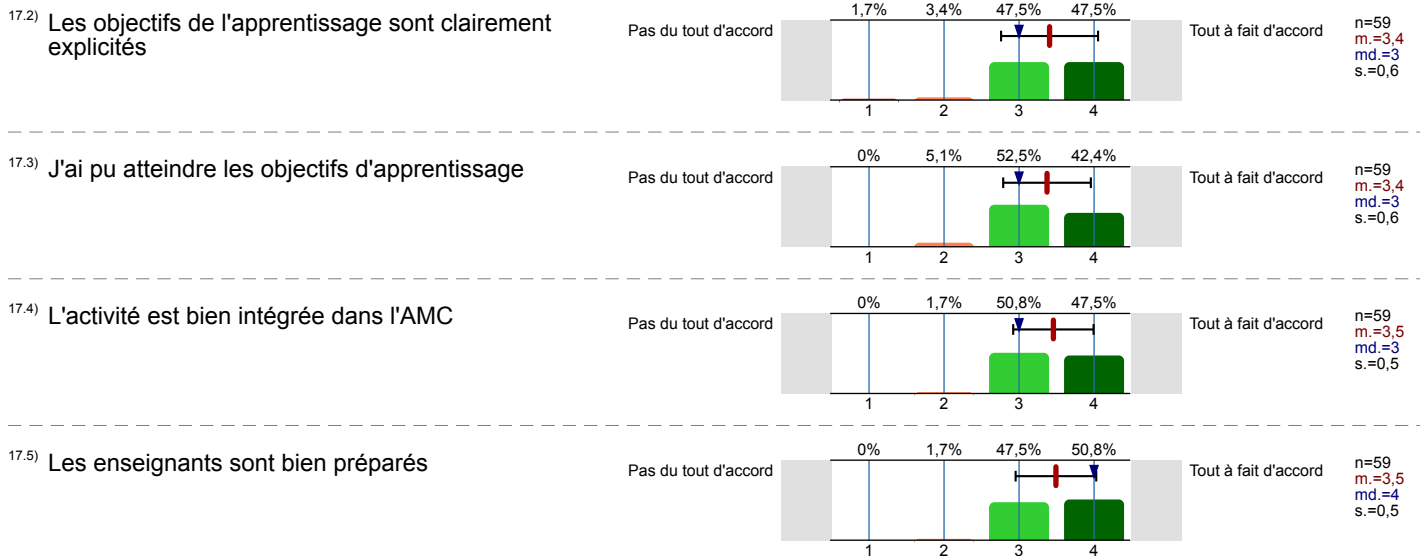 17.2) Les objectifs de l'apprentissage sont clairement
explicités
Pas du tout d'accord
1,7% 3,4% 47,5% 47,5%
1 2 3 4
Tout à fait d'accord
n=59
m.=3,4
md.=3
s.=0,6
17.3) J'ai pu atteindre les objectifs d'apprentissage
Pas du tout d'accord
0% 5,1% 52,5% 42,4%
1 2 3 4
Tout à fait d'accord
n=59
m.=3,4
md.=3
s.=0,6
17.4) L'activité est bien intégrée dans l'AMC
Pas du tout d'accord
0% 1,7% 50,8% 47,5%
1 2 3 4
Tout à fait d'accord
n=59
m.=3,5
md.=3
s.=0,5
17.5) Les enseignants sont bien préparés
Pas du tout d'accord
0% 1,7% 47,5% 50,8%
1 2 3 4
Tout à fait d'accord
n=59
m.=3,5
md.=4
s.=0,5